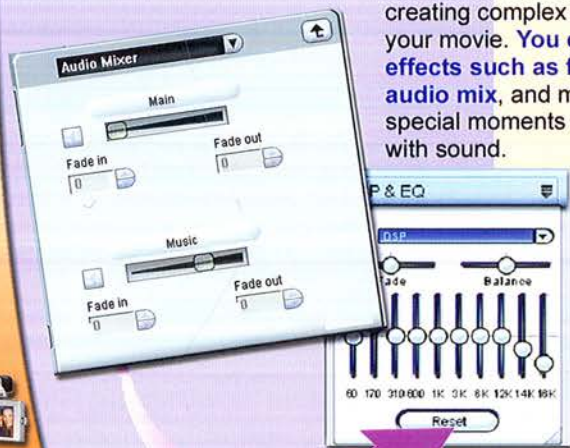 creating complex
your movie. You
effects such as f
audio mix, and m
special moments
with sound.
Audio Mixer
Main
Fade in
Fade out
0
0
Music
Fade in
Fade out
0
0
P & EQ
DSP
ade
Balance
60 170 310 600 1K 3K 6K 12K 14K 16K
Reset